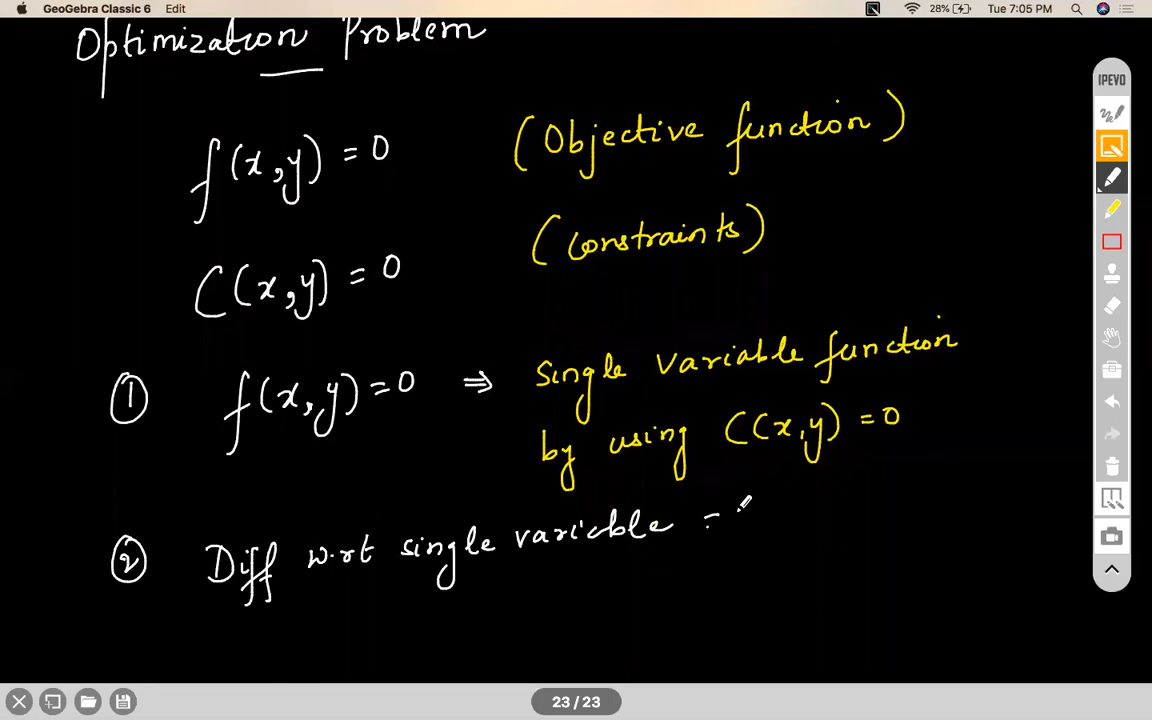 GeoGebra Classic 6 Edit 28% Tue 7:05 PM
Optimization Problem
f(x,y) = 0 (Objective function)
C(x,y) = 0 (constraints)
IPEVO
① f(x,y) = 0 ⇒ Single variable function
by using C(x,y) = 0
② Diff w.r.t single variable =
23 / 23